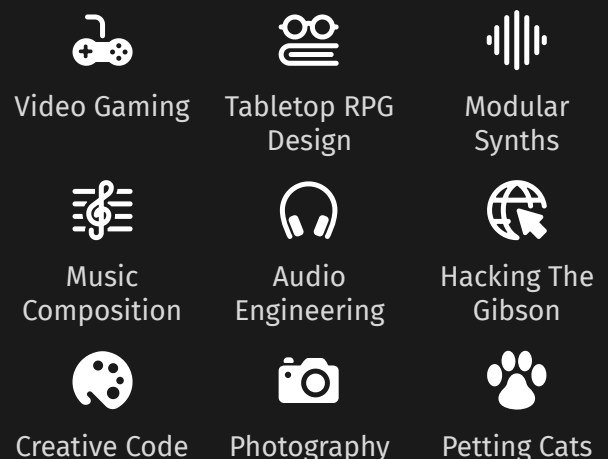 Video Gaming
Tabletop RPG
Design
Modular
Synths
Music
Composition
Audio
Engineering
Hacking The
Gibson
Creative Code
Photography
Petting Cats